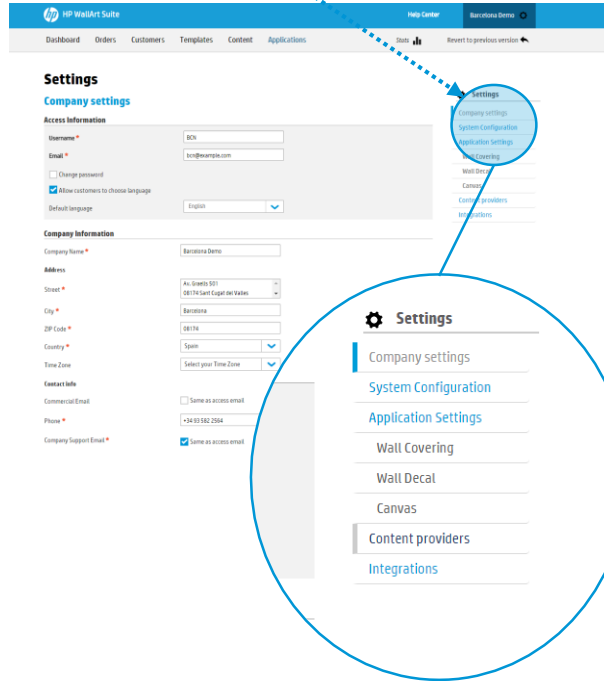 hp HP WallArt Suite Help Center Barcelona Demo
Dashboard Orders Customers Templates Content Applications Stats Revert to previous version
Settings
Company settings
Access Information
Username *
BCN
Email *
bcn@example.com
Change password
Allow customers to choose language
Default language
English
Company Information
Company Name *
Barcelona Demo
Address
Street *
Av. Graells 501
08174 Sant Cugat del Valles
City *
Barcelona
ZIP Code *
08174
Country *
Spain
Time Zone
Select your Time Zone
Contact info
Commercial Email
Same as access email
Phone *
+34 93 582 2564
Company Support Email *
Same as access email
Settings
Company settings
System Configuration
Application Settings
Wall Covering
Wall Decal
Canvas
Content providers
Integrations
Settings
Company settings
System Configuration
Application Settings
Wall Covering
Wall Decal
Canvas
Content providers
Integrations